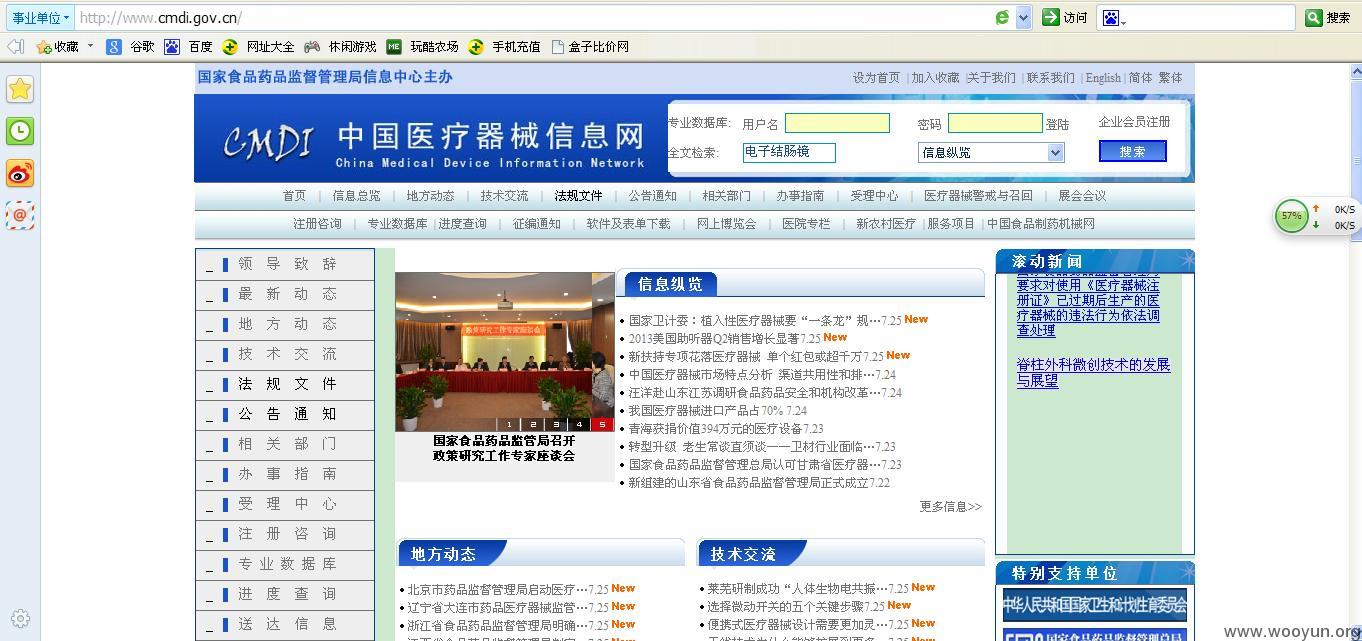 事业单位 http://www.cmdi.gov.cn/ 访问 搜索
收藏 谷歌 百度 网址大全 休闲游戏 玩酷农场 手机充值 盒子比价网
国家食品药品监督管理局信息中心主办
设为首页 | 加入收藏 |关于我们 | 联系我们 | English | 简体 繁体
CMDI 中国医疗器械信息网
China Medical Device Information Network
专业数据库: 用户名 密码 登陆 企业会员注册
全文检索: 电子结肠镜 信息纵览 搜索
首页 | 信息总览 | 地方动态 | 技术交流 | 法规文件 | 公告通知 | 相关部门 | 办事指南 | 受理中心 | 医疗器械警戒与召回 | 展会会议
注册咨询 | 专业数据库 |进度查询 | 征编通知 | 软件及表单下载 | 网上博览会 | 医院专栏 | 新农村医疗 |服务项目 |中国食品制药机械网
57%
0K/S
0K/S
领导致辞
最新动态
地方动态
技术交流
法规文件
公告通知
相关部门
办事指南
受理中心
注册咨询
专业数据库
进度查询
送达信息
政策研究工作专家座谈会
1 2 3 4 5
国家食品药品监管局召开
政策研究工作专家座谈会
信息纵览
国家卫计委：植入性医疗器械要“一条龙”规…7.25 New
2013美国助听器Q2销售增长显著7.25 New
新扶持专项花落医疗器械 单个红包或超千万7.25 New
中国医疗器械市场特点分析 渠道共用性和排…7.24
汪洋赴山东江苏调研食品药品安全和机构改革…7.24
我国医疗器械进口产品占70% 7.24
青海获捐价值394万元的医疗设备7.23
转型升级 老生常谈直须谈——卫材行业面临…7.23
国家食品药品监督管理总局认可甘肃省医疗器…7.23
新组建的山东省食品药品监督管理局正式成立7.22
更多信息>>
地方动态
北京市药品监督管理局启动医疗…7.25 New
辽宁省大连市药品医疗器械监管…7.25 New
浙江省食品药品监督管理局明确…7.25 New
技术交流
莱芜研制成功“人体生物电共振…7.25 New
选择微动开关的五个关键步骤7.25 New
便携式医疗器械设计需要更加灵…7.25 New
滚动新闻
要求对使用《医疗器械注
册证》已过期后生产的医
疗器械的违法行为依法调
查处理
脊柱外科微创技术的发展
与展望
特别支持单位
中华人民共和国国家卫生和计划生育委员会
www.wooyun.org